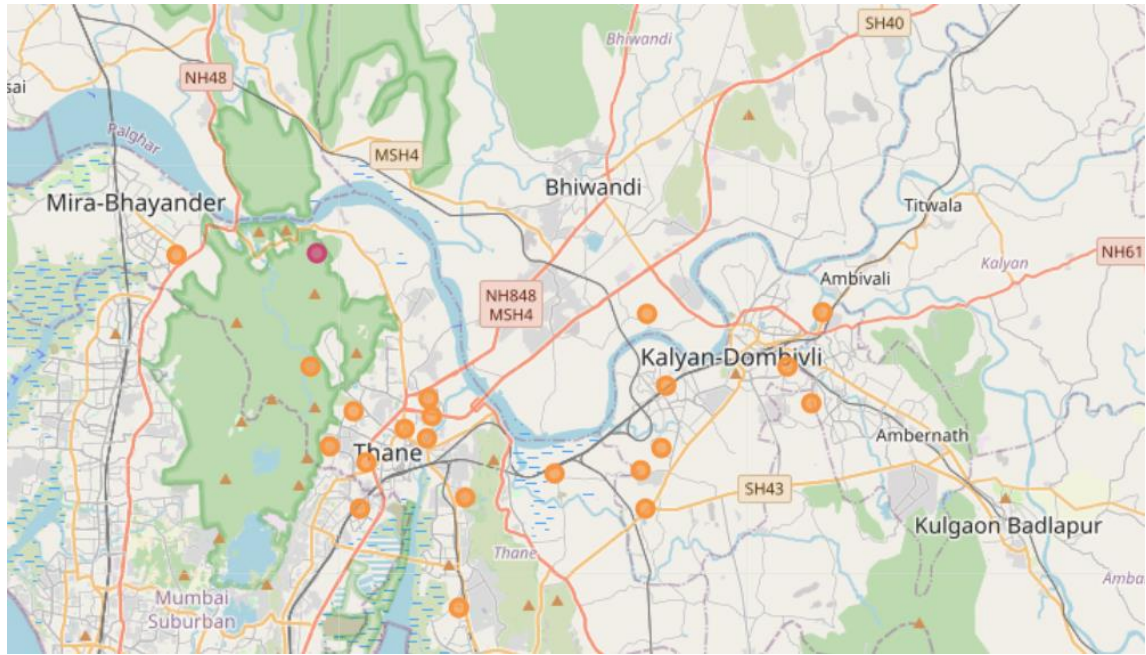 SH40
Bhiwandi
sai
NH48
Palghar
MSH4
Bhiwandi
Mira-Bhayander
Titwala
NH61
Kalyan
Ambivali
NH848
MSH4
Kalyan-Dombivli
Thane
Ambernath
SH43
Kulgaon Badlapur
Thane
Mumbai
Suburban
Amba